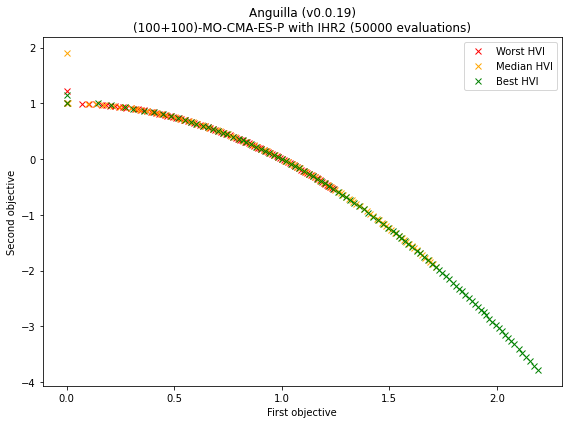 Anguilla (v0.0.19)
(100+100)-MO-CMA-ES-P with IHR2 (50000 evaluations)
Worst HVI
Median HVI
Best HVI
2
1
0
−1
−2
−3
−4
Second objective
0.0
0.5
1.0
1.5
2.0
First objective